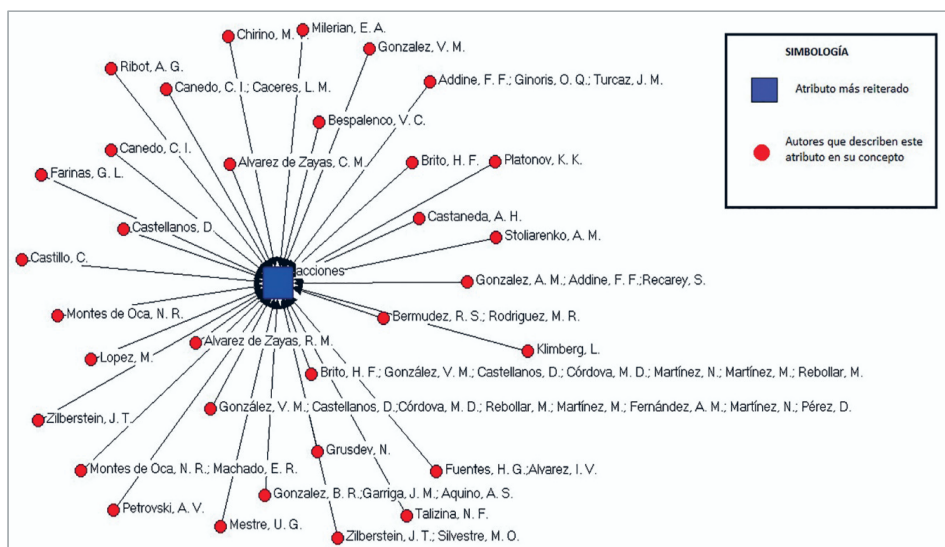 Chirino, M.
Milerian, E. A.
Gonzalez, V. M.
Ribot, A. G.
Canedo, C. I.; Caceres, L. M.
Addine, F. F.; Ginoris, O. Q.; Turcaz, J. M.
Bespalenco, V. C.
Canedo, C. I.
Alvarez de Zayas, C. M.
Brito, H. F.
Platonov, K. K.
Farinas, G. L.
Castaneda, A. H.
Castellanos, D.
Stoliarenko, A. M.
Castillo, C.
acciones
Gonzalez, A. M.; Addine, F. F.;Recarey, S.
Montes de Oca, N. R.
Bermudez, R. S.; Rodriguez, M. R.
Alvarez de Zayas, R. M.
Klimberg, L.
Lopez, M.
Brito, H. F.; González, V. M.; Castellanos, D.; Córdova, M. D.; Martínez, N.; Martínez, M.; Rebollar, M.
González, V. M.; Castellanos, D.;Córdova, M. D.; Rebollar, M.; Martínez, M.; Fernández, A. M.; Martínez, N.; Pérez, D.
Zilberstein, J. T.
Grusdev, N.
Montes de Oca, N. R.; Machado, E. R.
Fuentes, H. G.;Alvarez, I. V.
Gonzalez, B. R.;Garriga, J. M.; Aquino, A. S.
Petrovski, A. V.
Talizina, N. F.
Mestre, U. G.
Zilberstein, J. T.; Silvestre, M. O.
SIMBOLOGÍA
Atributo más reiterado
Autores que describen este
atributo en su concepto